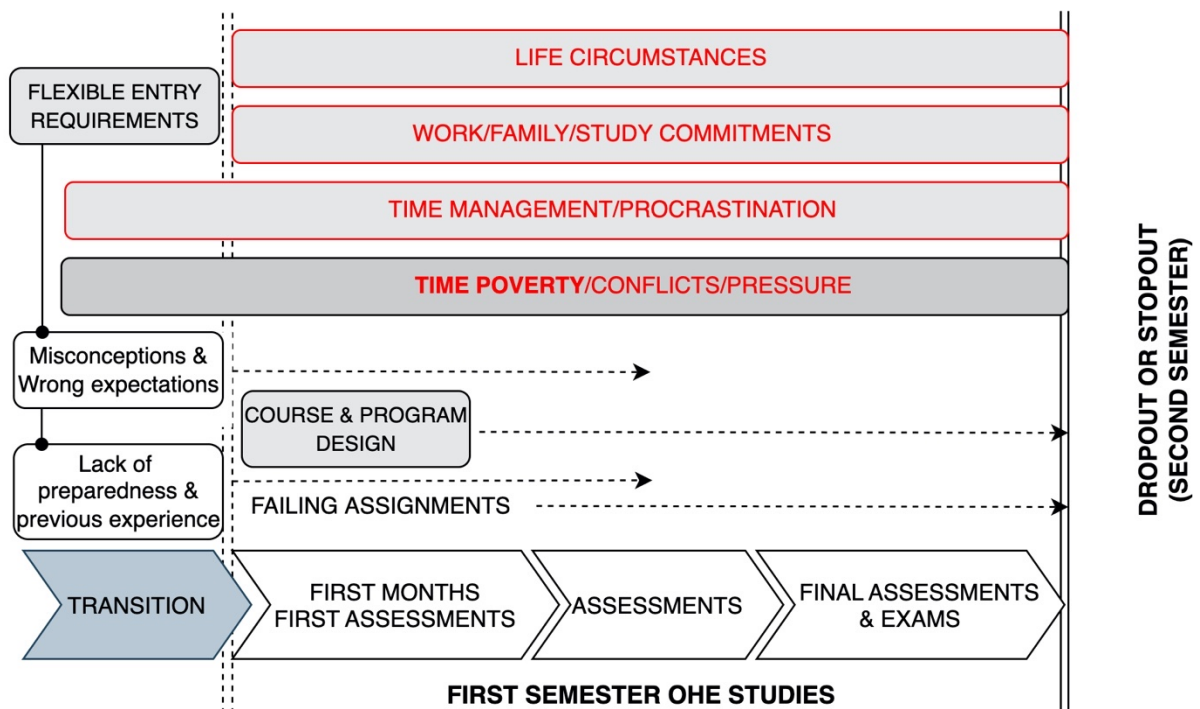 LIFE CIRCUMSTANCES
FLEXIBLE ENTRY
REQUIREMENTS
WORK/FAMILY/STUDY COMMITMENTS
TIME MANAGEMENT/PROCRASTINATION
TIME POVERTY/CONFLICTS/PRESSURE
Misconceptions &
Wrong expectations
COURSE & PROGRAM
DESIGN
Lack of
preparedness &
previous experience
FAILING ASSIGNMENTS
TRANSITION
FIRST MONTHS
FIRST ASSESSMENTS
ASSESSMENTS
FINAL ASSESSMENTS
& EXAMS
FIRST SEMESTER OHE STUDIES
DROPOUT OR STOPOUT
(SECOND SEMESTER)